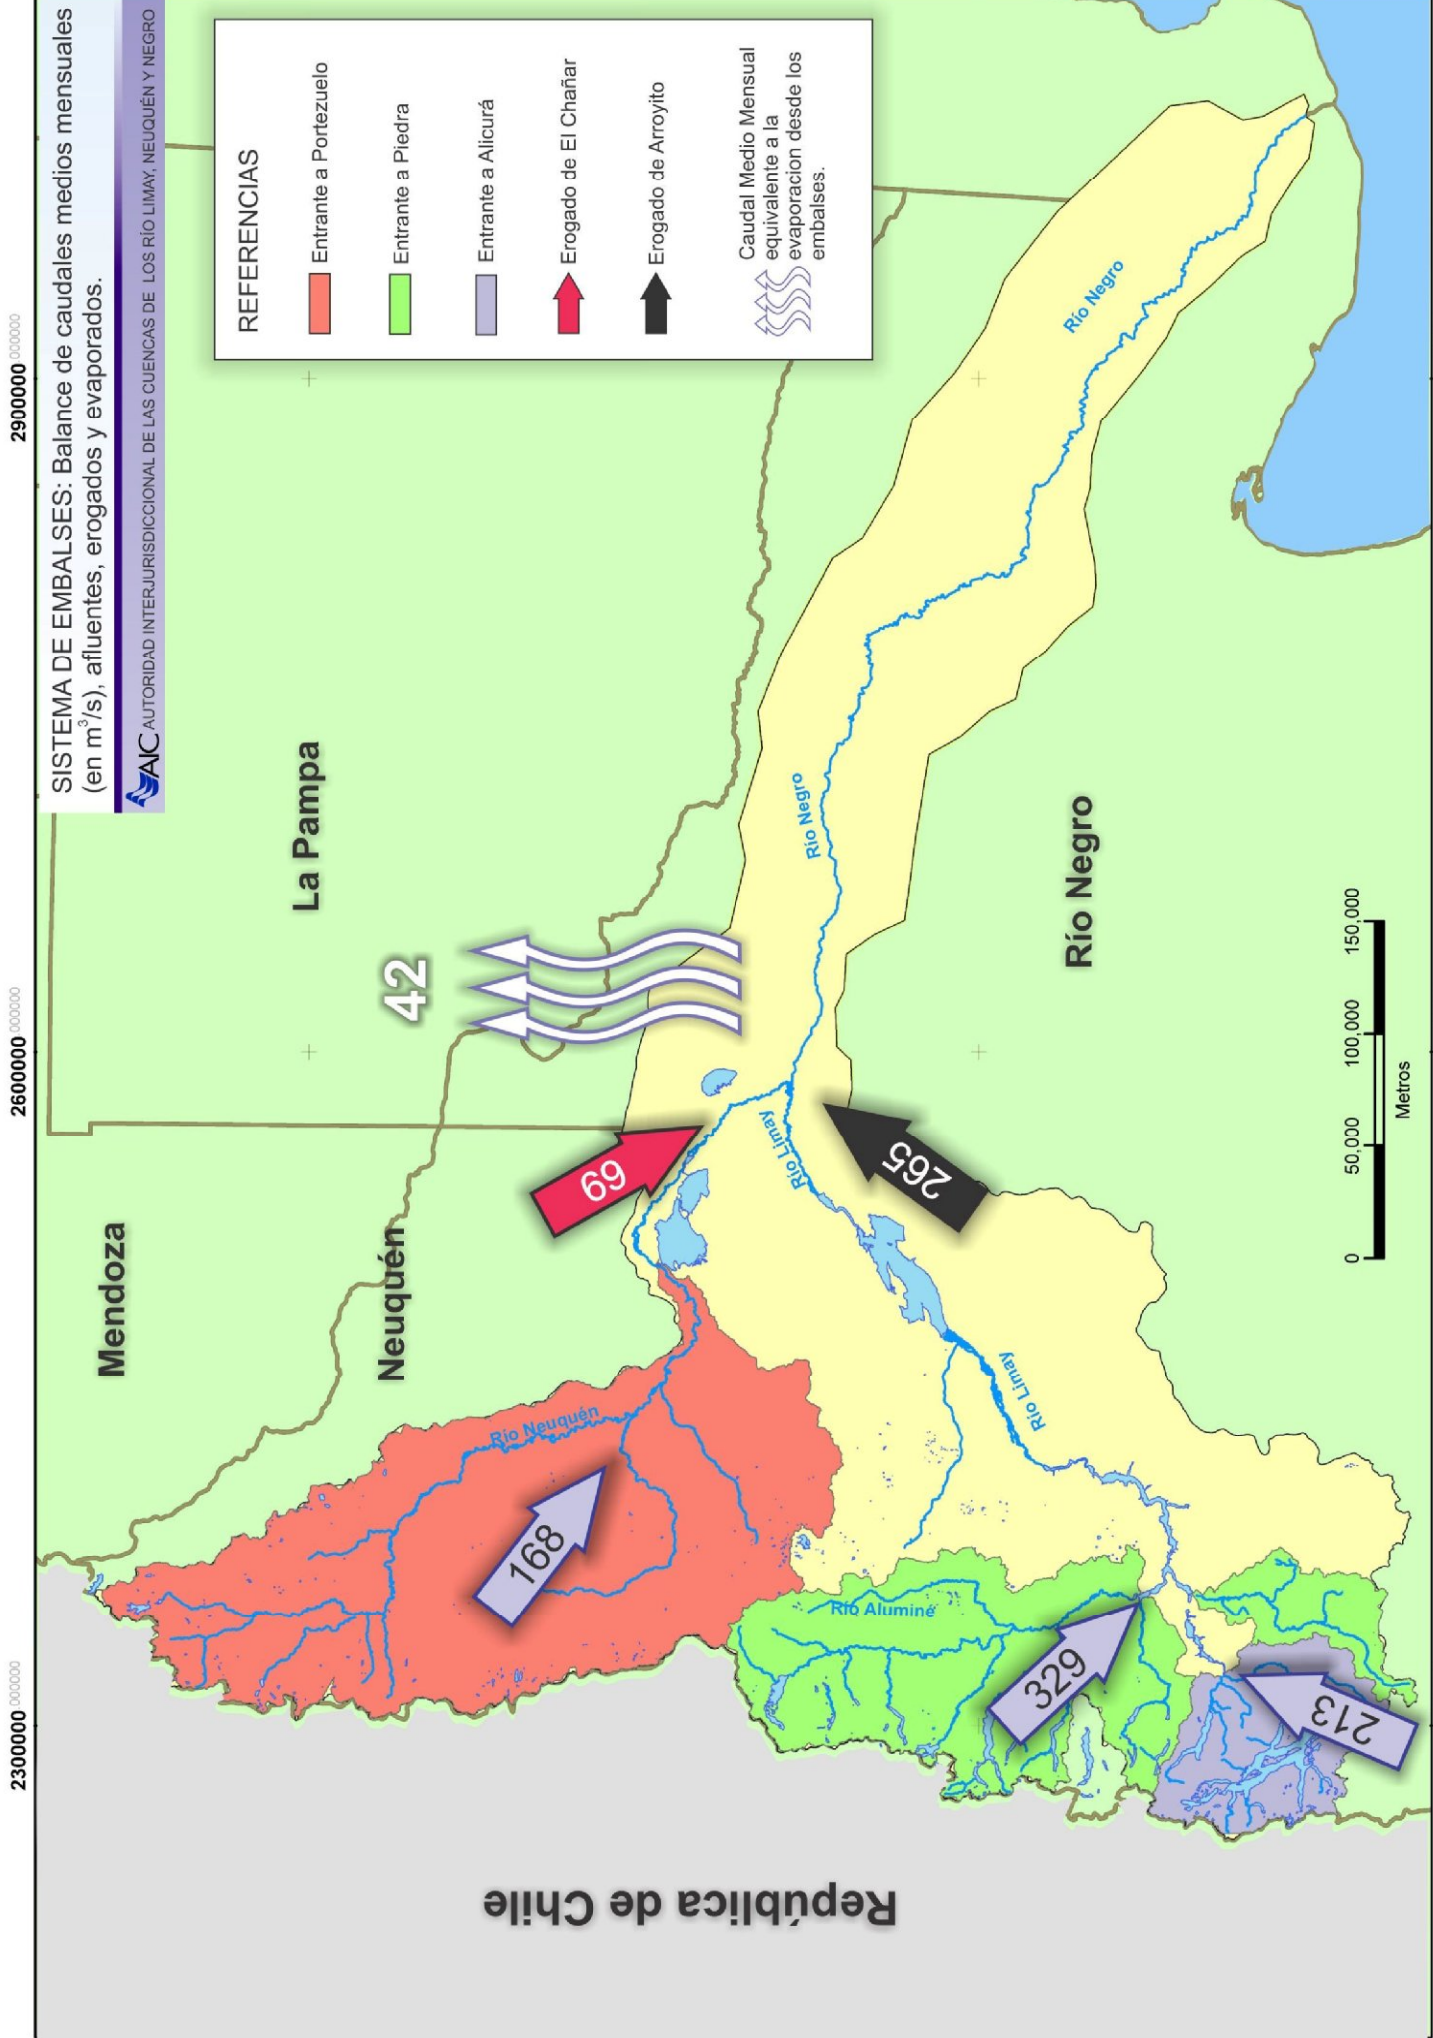 SISTEMA DE EMBALSES: Balance de caudales medios mensuales
(en m³/s), afluentes, erogados y evaporados.
AIC AUTORIDAD INTERJURISDICCIONAL DE LAS CUENCAS DE LOS RÍO LIMAY, NEUQUÉN Y NEGRO
2300000.000000
2600000.000000
2900000.000000
REFERENCIAS
Entrante a Portezuelo
Entrante a Piedra
Entrante a Alicurá
Erogado de El Chañar
Erogado de Arroyito
Caudal Medio Mensual
equivalente a la
evaporacion desde los
embalses.
Mendoza
La Pampa
Neuquén
Río Negro
República de Chile
42
69
265
168
329
213
Río Neuquén
Río Limay
Río Limay
Río Aluminé
Río Negro
Río Negro
0 50,000 100,000 150,000
Metros